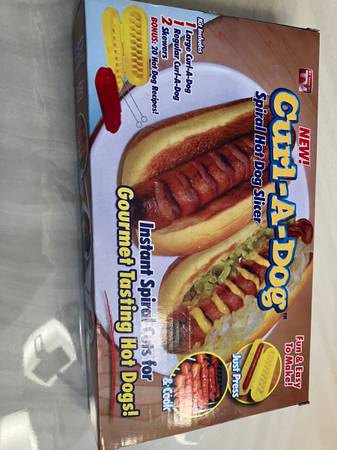 NEW!
Curl-A-Dog™
Spiral Hot Dog Slicer
Kit Includes
1 Large Curl-A-Dog
1 Regular Curl-A-Dog
2 Skewers
BONUS: 20 Hot Dog Recipes!
Fun & Easy
To Make!
Just Press
& Cook
Instant Spiral Cuts for
Gourmet Tasting Hot Dogs!